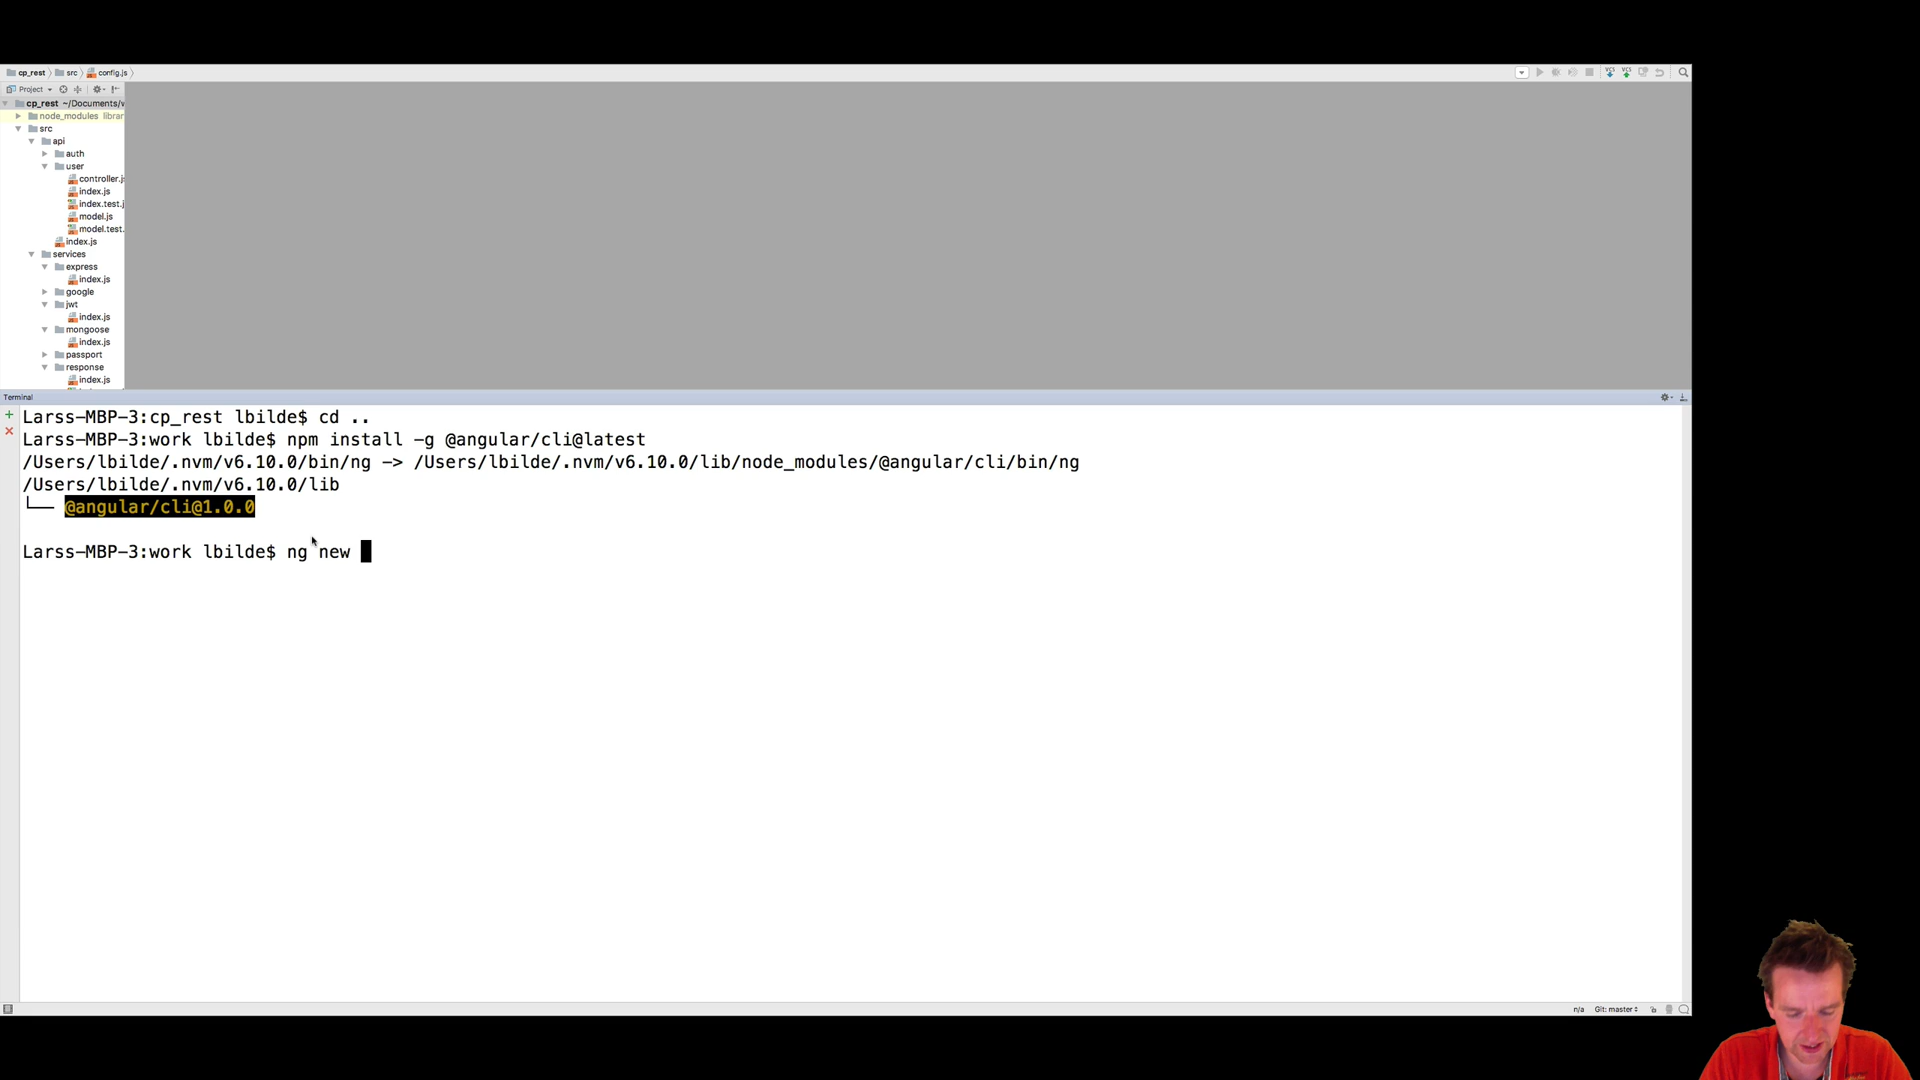 cp_rest
src
config.js
Project
cp_rest ~/Documents/w
node_modules librar
src
api
auth
user
controller.j
index.js
index.test.j
model.js
model.test.
index.js
services
express
index.js
google
jwt
index.js
mongoose
index.js
passport
response
index.js
Terminal
Larss-MBP-3:cp_rest lbilde$ cd ..
Larss-MBP-3:work lbilde$ npm install -g @angular/cli@latest
/Users/lbilde/.nvm/v6.10.0/bin/ng -> /Users/lbilde/.nvm/v6.10.0/lib/node_modules/@angular/cli/bin/ng
/Users/lbilde/.nvm/v6.10.0/lib
└── @angular/cli@1.0.0
Larss-MBP-3:work lbilde$ ng new
n/a Git: master